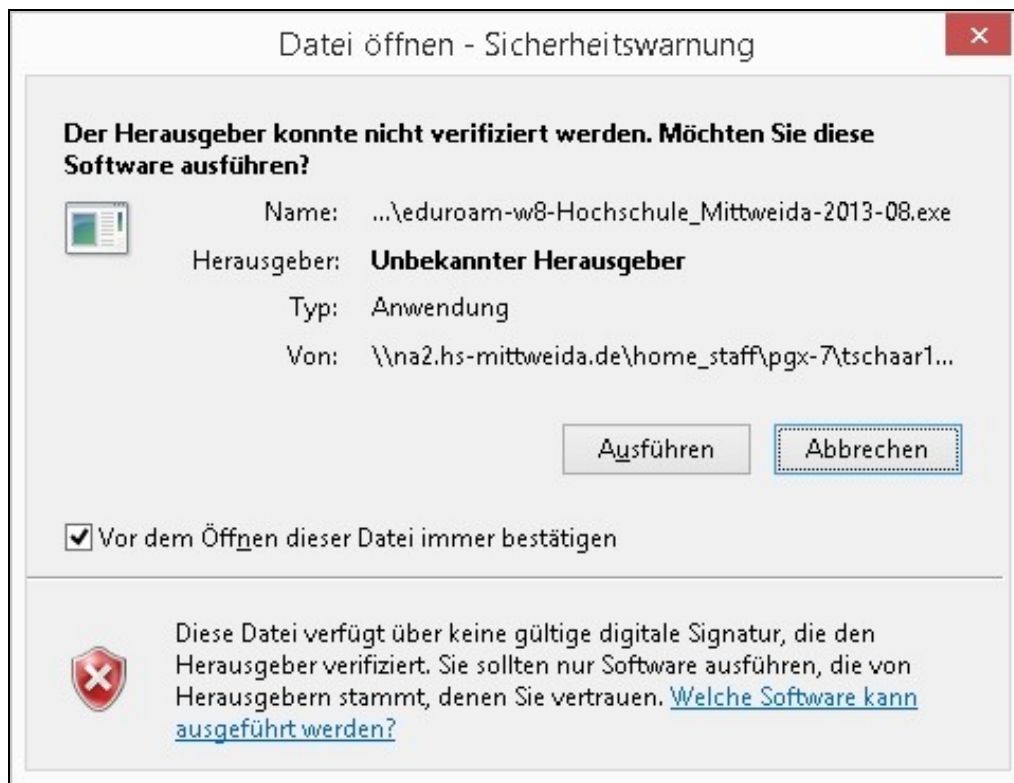 Datei öffnen - Sicherheitswarnung
Der Herausgeber konnte nicht verifiziert werden. Möchten Sie diese
Software ausführen?
Name: ...\eduroam-w8-Hochschule_Mittweida-2013-08.exe
Herausgeber: Unbekannter Herausgeber
Typ: Anwendung
Von: \\na2.hs-mittweida.de\home_staff\pgx-7\tschaar1...
Ausführen Abbrechen
Vor dem Öffnen dieser Datei immer bestätigen
Diese Datei verfügt über keine gültige digitale Signatur, die den
Herausgeber verifiziert. Sie sollten nur Software ausführen, die von
Herausgebern stammt, denen Sie vertrauen. Welche Software kann
ausgeführt werden?